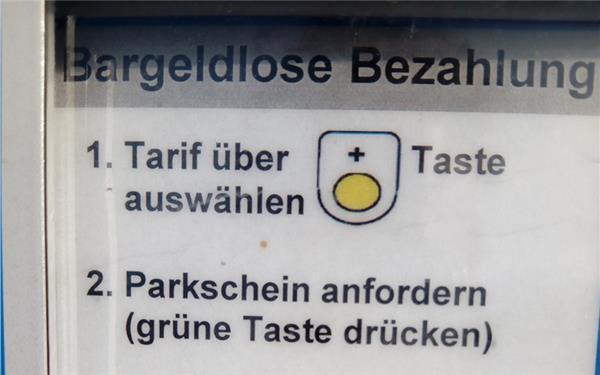 Bargeldlose Bezahlung
1. Tarif über + Taste
auswählen
2. Parkschein anfordern
(grüne Taste drücken)